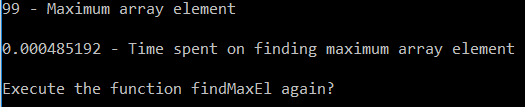 99 - Maximum array element
0.000485192 - Time spent on finding maximum array element
Execute the function findMaxEl again?